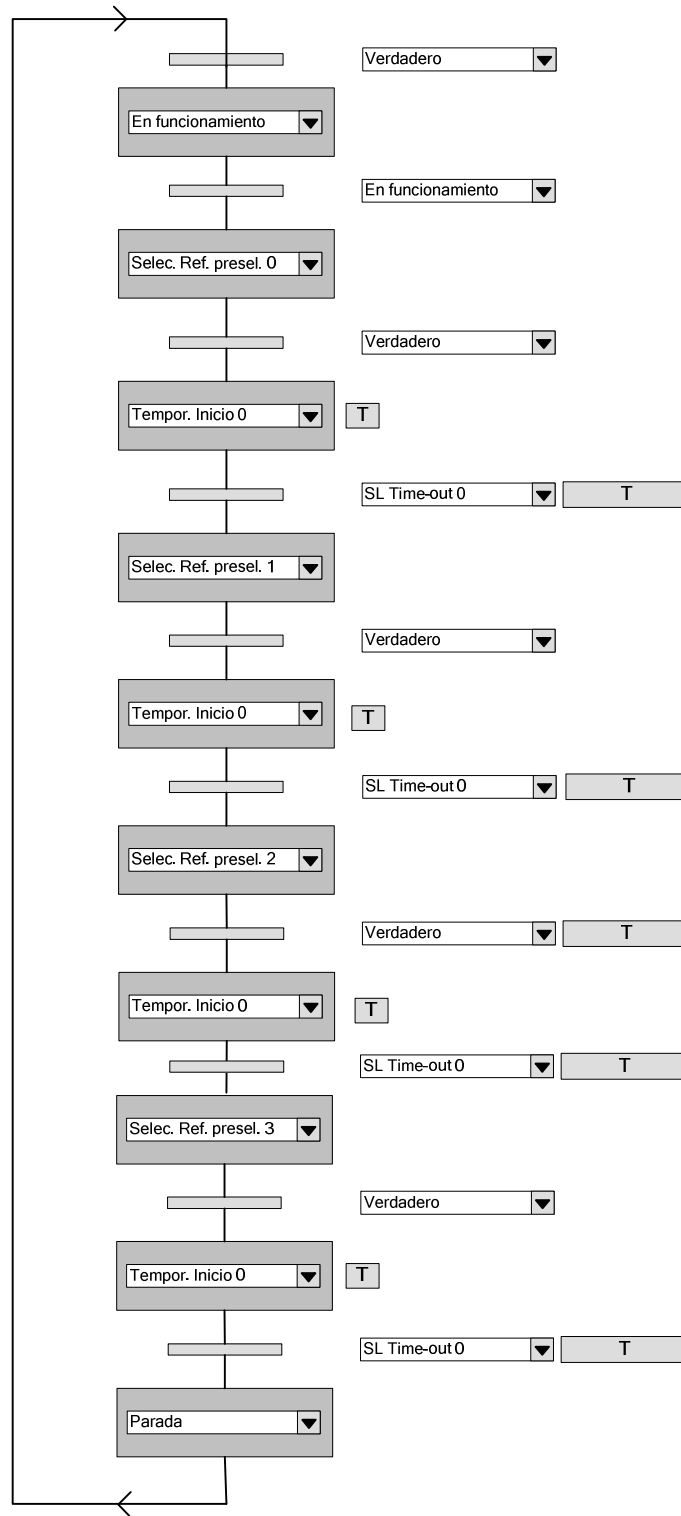 Verdadero
En funcionamiento
En funcionamiento
Selec. Ref. presel. 0
Verdadero
Tempor. Inicio 0 T
SL Time-out 0 T
Selec. Ref. presel. 1
Verdadero
Tempor. Inicio 0 T
SL Time-out 0 T
Selec. Ref. presel. 2
Verdadero T
Tempor. Inicio 0 T
SL Time-out 0 T
Selec. Ref. presel. 3
Verdadero
Tempor. Inicio 0 T
SL Time-out 0 T
Parada